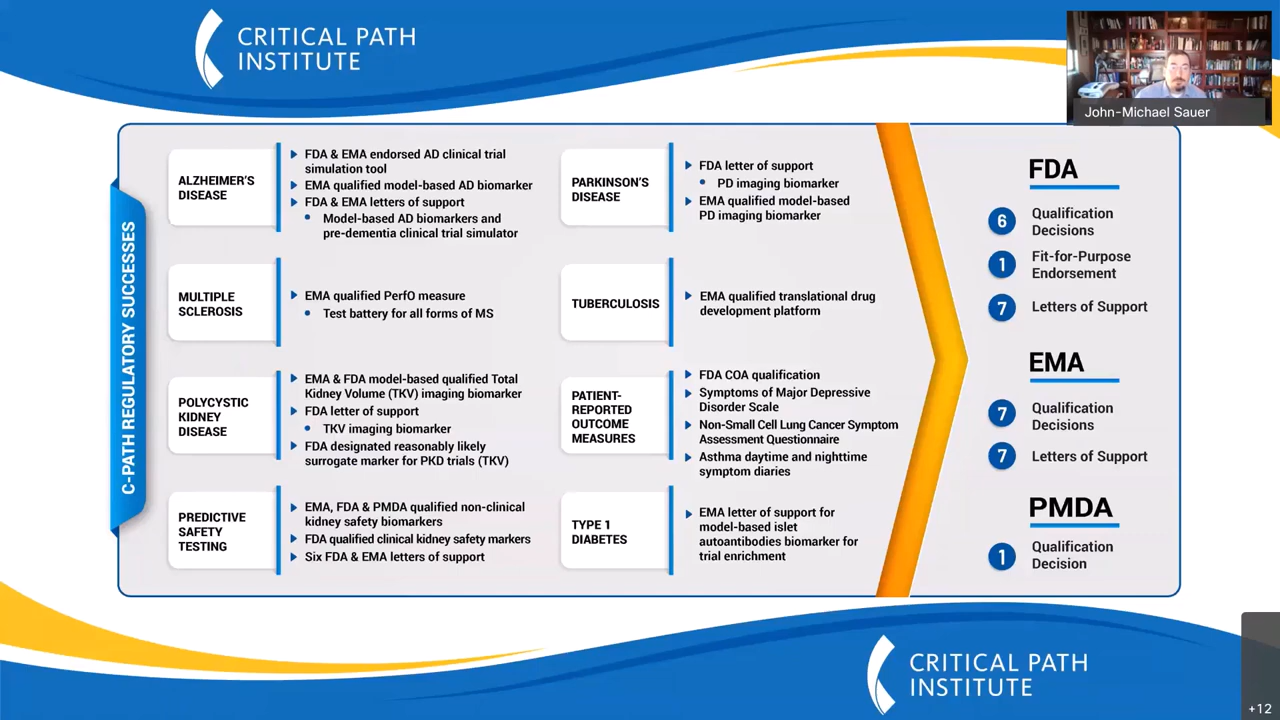 CRITICAL PATH
INSTITUTE
John-Michael Sauer
C-PATH REGULATORY SUCCESSES
ALZHEIMER'S
DISEASE
FDA & EMA endorsed AD clinical trial
simulation tool
EMA qualified model-based AD biomarker
FDA & EMA letters of support
Model-based AD biomarkers and
pre-dementia clinical trial simulator
MULTIPLE
SCLEROSIS
EMA qualified PerfO measure
Test battery for all forms of MS
POLYCYSTIC
KIDNEY
DISEASE
EMA & FDA model-based qualified Total
Kidney Volume (TKV) imaging biomarker
FDA letter of support
TKV imaging biomarker
FDA designated reasonably likely
surrogate marker for PKD trials (TKV)
PREDICTIVE
SAFETY
TESTING
EMA, FDA & PMDA qualified non-clinical
kidney safety biomarkers
FDA qualified clinical kidney safety markers
Six FDA & EMA letters of support
PARKINSON'S
DISEASE
FDA letter of support
PD imaging biomarker
EMA qualified model-based
PD imaging biomarker
TUBERCULOSIS
EMA qualified translational drug
development platform
PATIENT-
REPORTED
OUTCOME
MEASURES
FDA COA qualification
Symptoms of Major Depressive
Disorder Scale
Non-Small Cell Lung Cancer Symptom
Assessment Questionnaire
Asthma daytime and nighttime
symptom diaries
TYPE 1
DIABETES
EMA letter of support for
model-based islet
autoantibodies biomarker for
trial enrichment
FDA
6 Qualification
Decisions
1 Fit-for-Purpose
Endorsement
7 Letters of Support
EMA
7 Qualification
Decisions
7 Letters of Support
PMDA
1 Qualification
Decision
CRITICAL PATH
INSTITUTE
+12